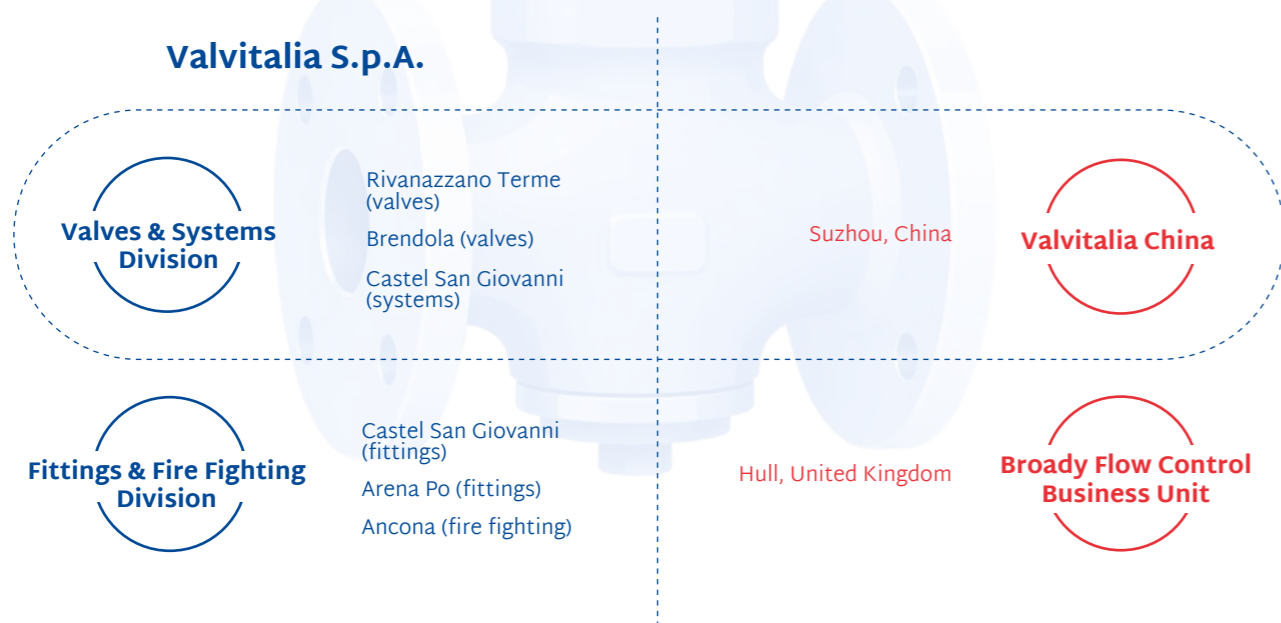 Valvitalia S.p.A.
Valves & Systems
Division
Rivanazzano Terme
(valves)
Brendola (valves)
Castel San Giovanni
(systems)
Suzhou, China
Valvitalia China
Fittings & Fire Fighting
Division
Castel San Giovanni
(fittings)
Arena Po (fittings)
Ancona (fire fighting)
Hull, United Kingdom
Broady Flow Control
Business Unit